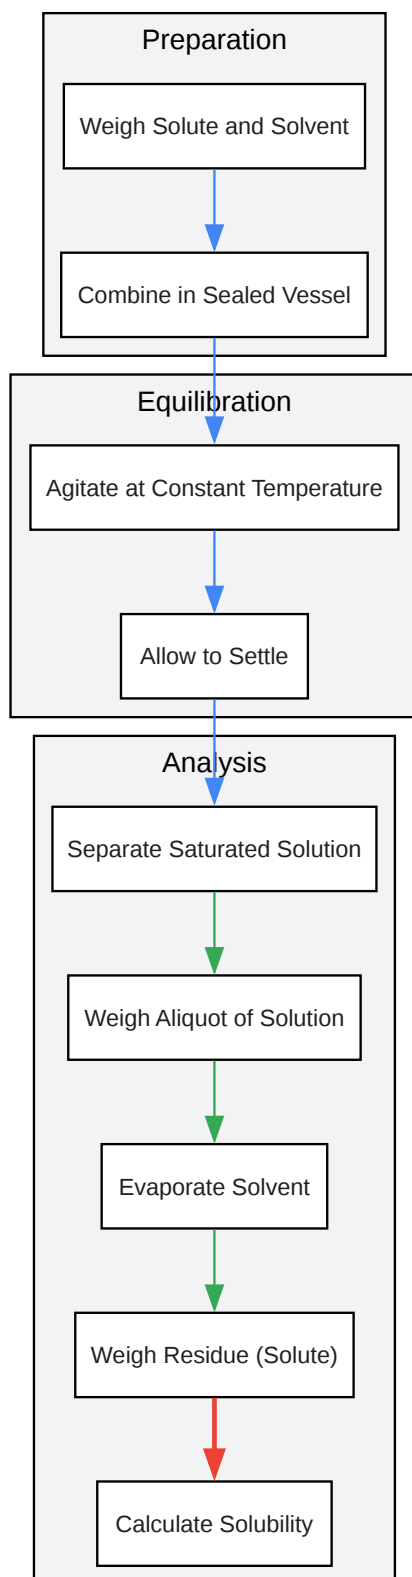 Preparation
Weigh Solute and Solvent
Combine in Sealed Vessel
Equilibration
Agitate at Constant Temperature
Allow to Settle
Analysis
Separate Saturated Solution
Weigh Aliquot of Solution
Evaporate Solvent
Weigh Residue (Solute)
Calculate Solubility